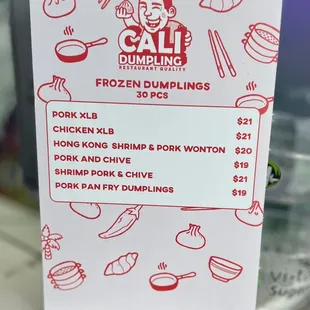 CALI
DUMPLING
RESTAURANT QUALITY
FROZEN DUMPLINGS
30 PCS
PORK XLB $21
CHICKEN XLB $21
HONG KONG SHRIMP & PORK WONTON $20
PORK AND CHIVE $19
SHRIMP PORK & CHIVE $21
PORK PAN FRY DUMPLINGS $19